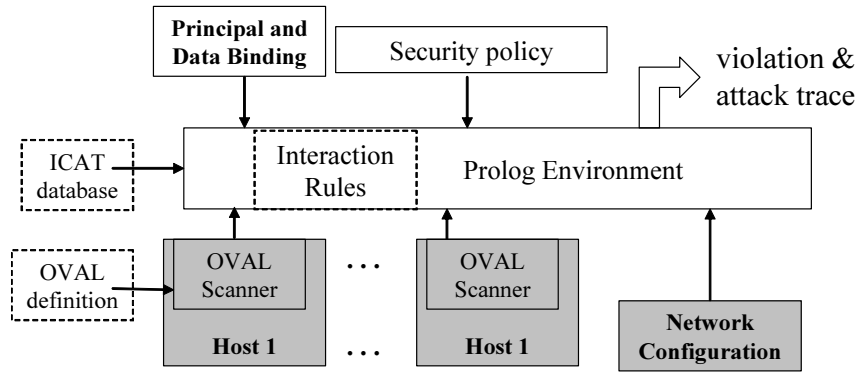 Principal and
Data Binding
Security policy
violation &
attack trace
ICAT
database
Interaction
Rules
Prolog Environment
OVAL
definition
OVAL
Scanner
Host 1
. . .
. . .
OVAL
Scanner
Host 1
Network
Configuration